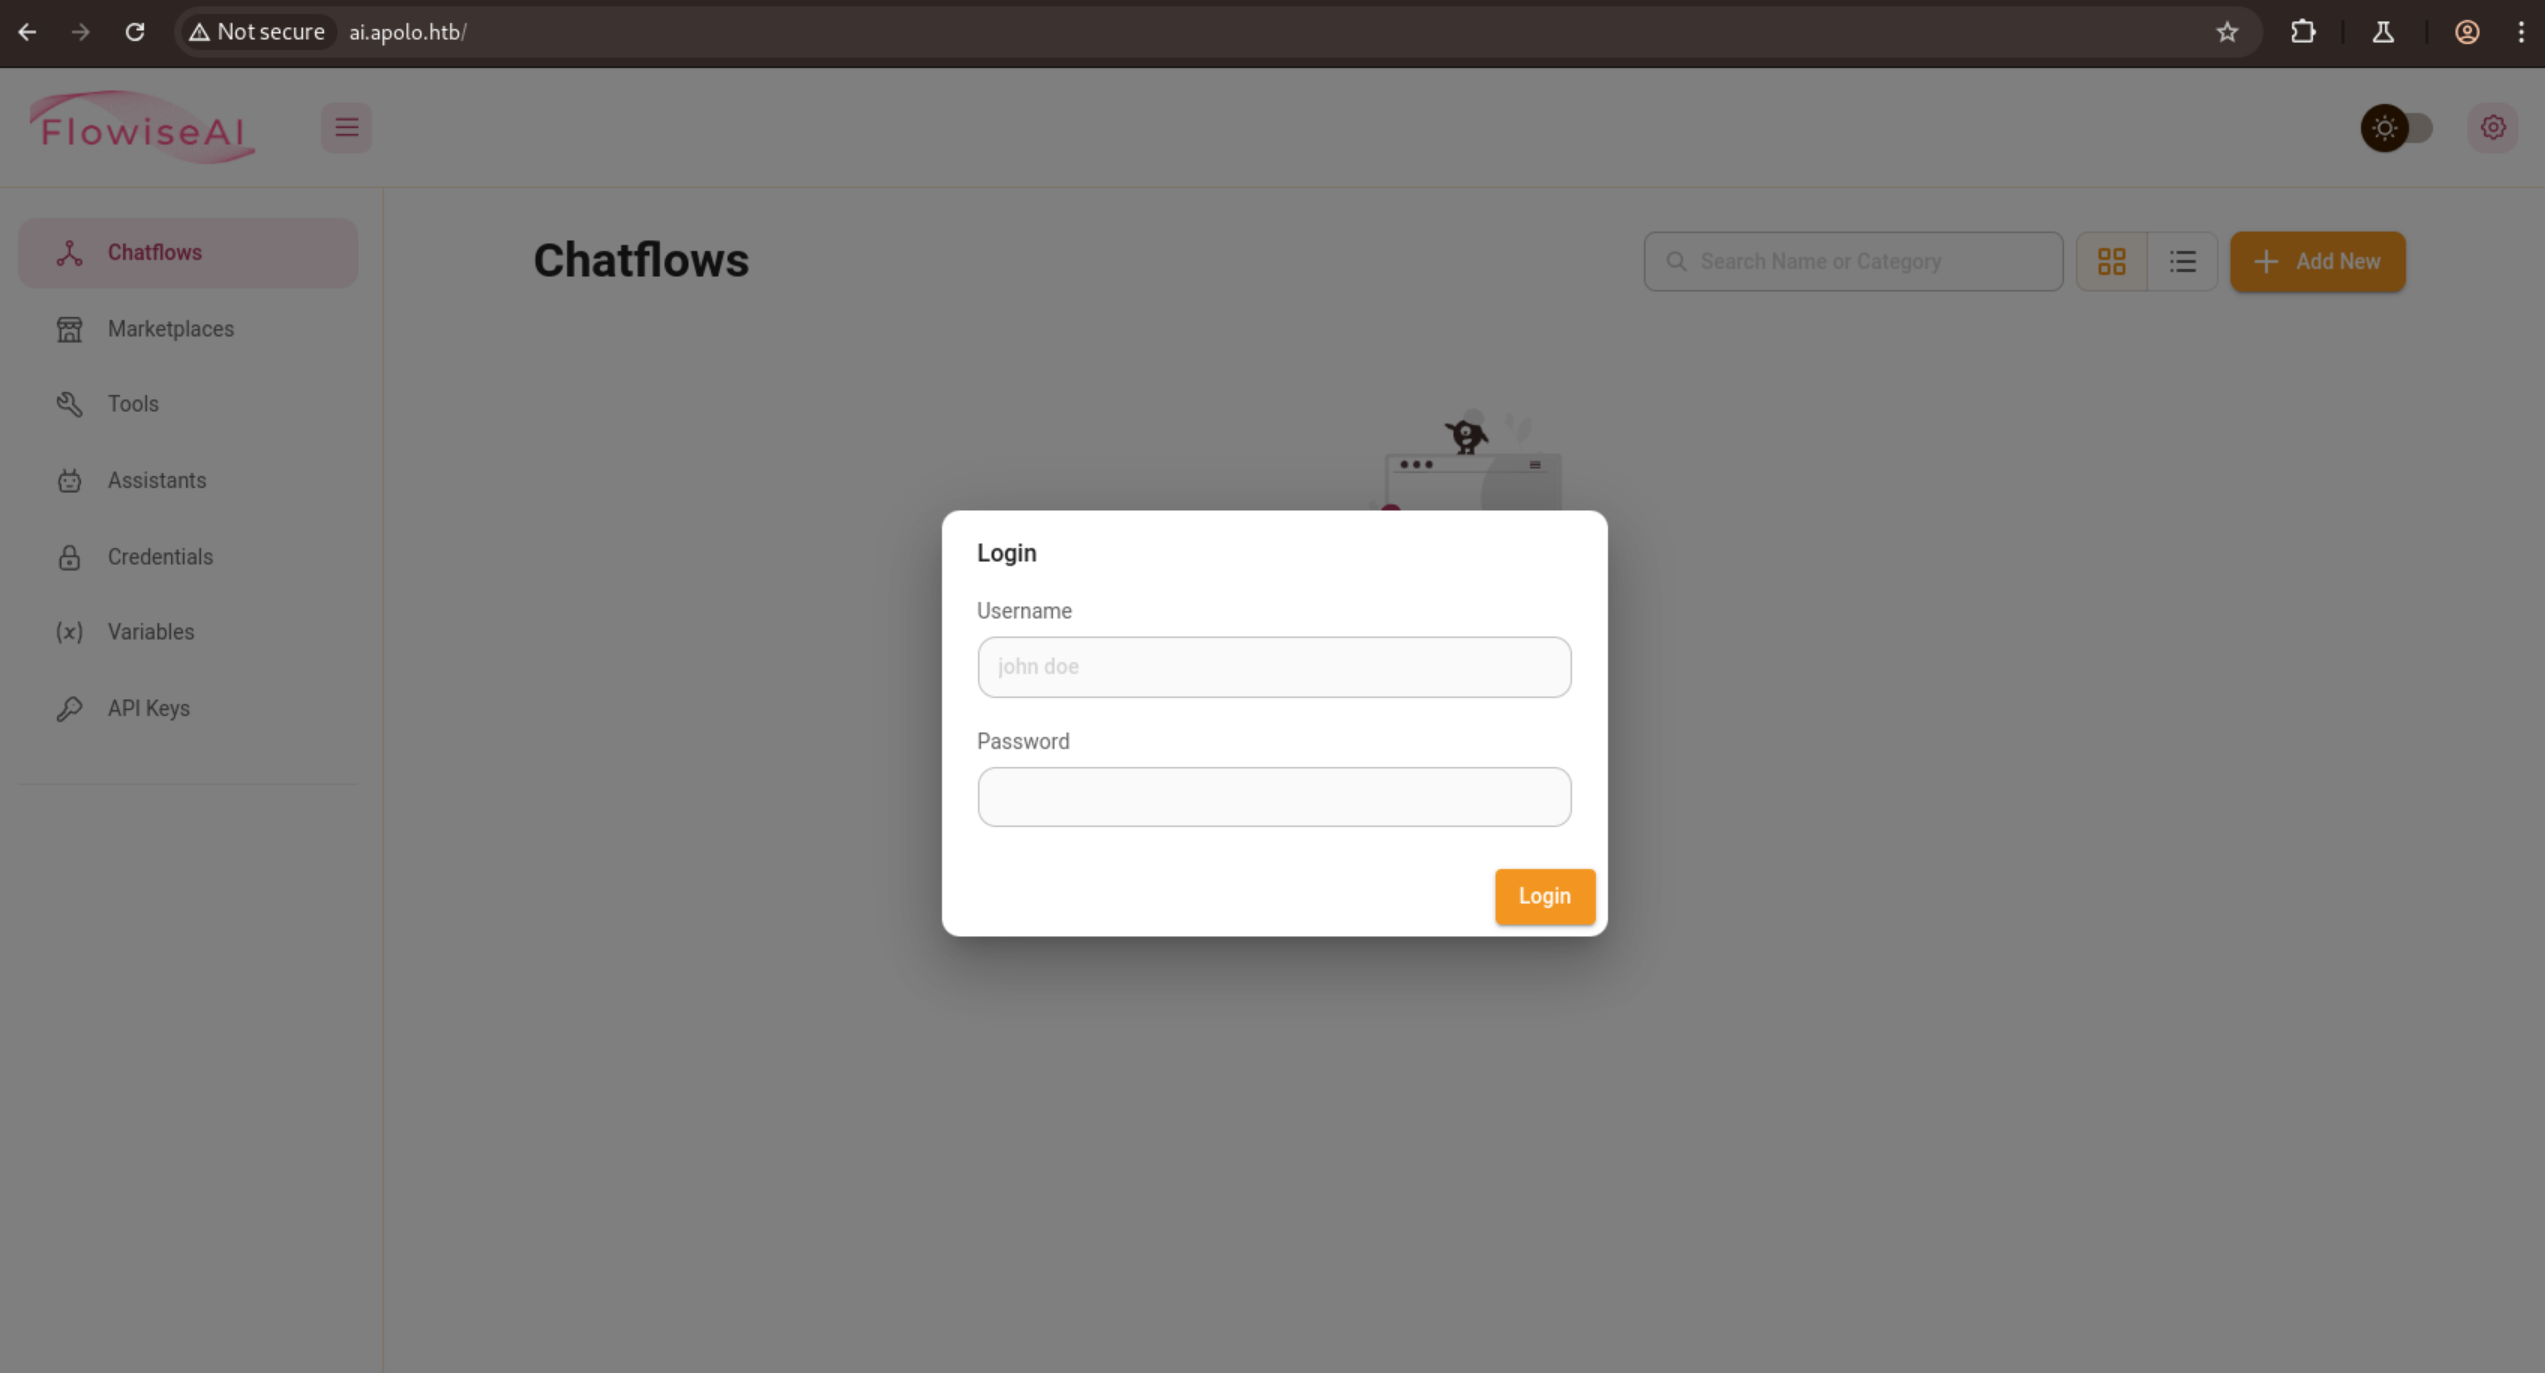 Not secure ai.apolo.htb/
FlowiseAI
Chatflows
Marketplaces
Tools
Assistants
Credentials
(x) Variables
API Keys
Chatflows
Search Name or Category
Add New
Login
Username
john doe
Password
Login